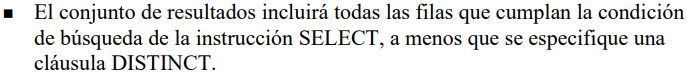 ▪ El conjunto de resultados incluirá todas las filas que cumplan la condición
de búsqueda de la instrucción SELECT, a menos que se especifique una
cláusula DISTINCT.